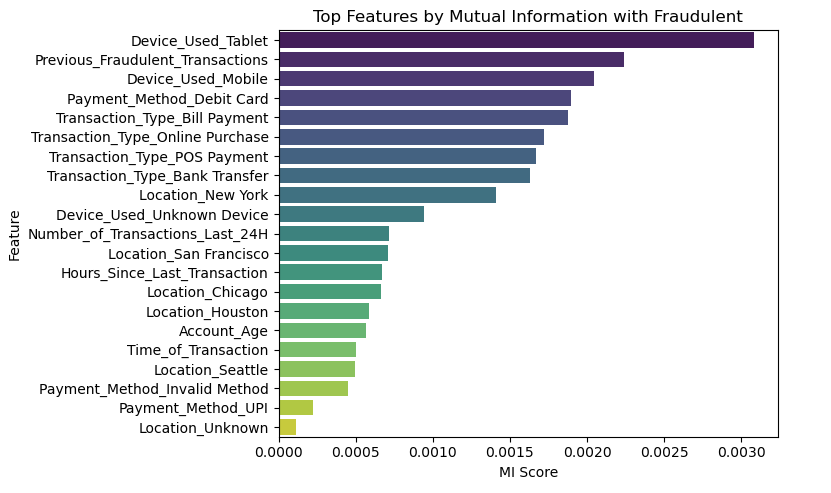 Top Features by Mutual Information with Fraudulent
Device_Used_Tablet
Previous_Fraudulent_Transactions
Device_Used_Mobile
Payment_Method_Debit Card
Transaction_Type_Bill Payment
Transaction_Type_Online Purchase
Transaction_Type_POS Payment
Transaction_Type_Bank Transfer
Location_New York
Device_Used_Unknown Device
Number_of_Transactions_Last_24H
Location_San Francisco
Hours_Since_Last_Transaction
Location_Chicago
Location_Houston
Account_Age
Time_of_Transaction
Location_Seattle
Payment_Method_Invalid Method
Payment_Method_UPI
Location_Unknown
Feature
0.0000 0.0005 0.0010 0.0015 0.0020 0.0025 0.0030
MI Score